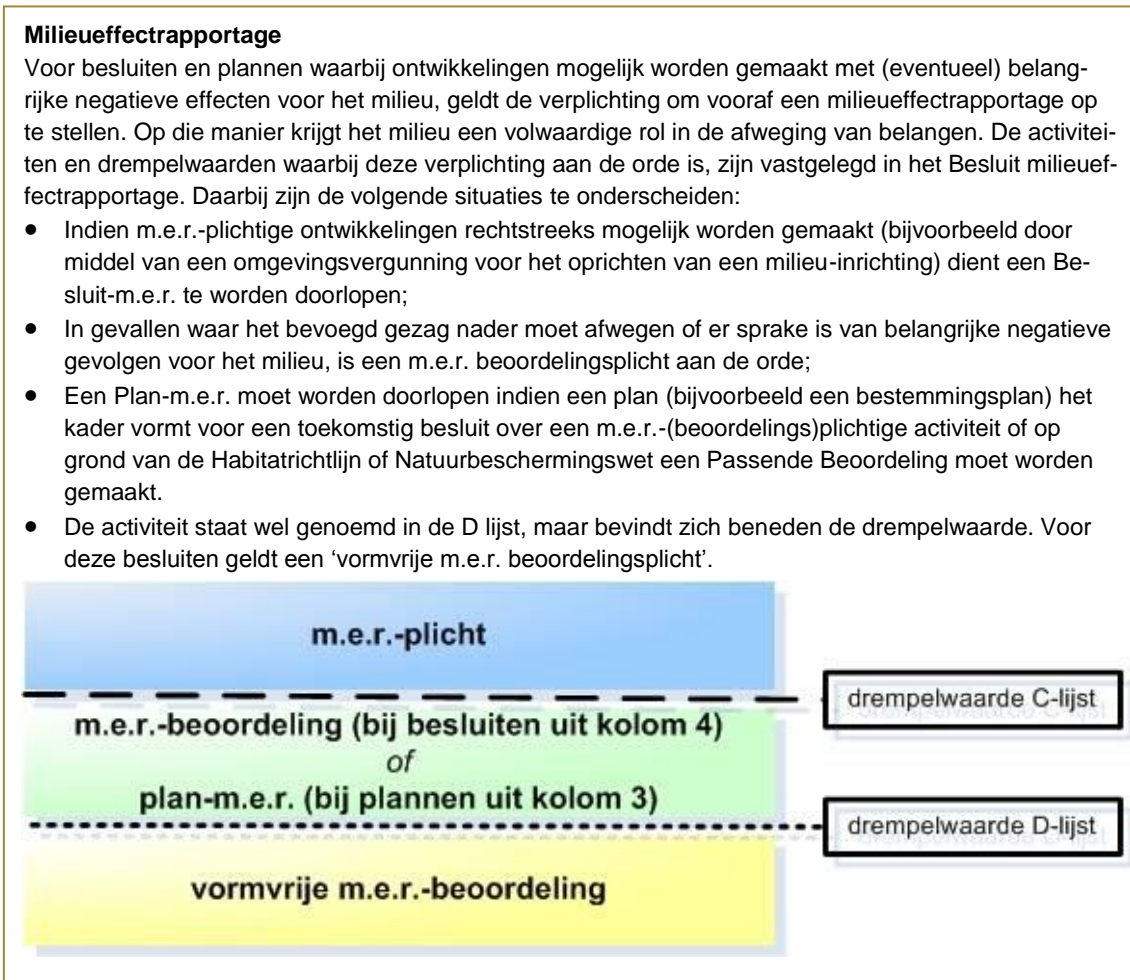 Milieueffectrapportage
Voor besluiten en plannen waarbij ontwikkelingen mogelijk worden gemaakt met (eventueel) belang-
rijke negatieve effecten voor het milieu, geldt de verplichting om vooraf een milieueffectrapportage op
te stellen. Op die manier krijgt het milieu een volwaardige rol in de afweging van belangen. De activitei-
ten en drempelwaarden waarbij deze verplichting aan de orde is, zijn vastgelegd in het Besluit milieuef-
fectrapportage. Daarbij zijn de volgende situaties te onderscheiden:
• Indien m.e.r.-plichtige ontwikkelingen rechtstreeks mogelijk worden gemaakt (bijvoorbeeld door
middel van een omgevingsvergunning voor het oprichten van een milieu-inrichting) dient een Be-
sluit-m.e.r. te worden doorlopen;
• In gevallen waar het bevoegd gezag nader moet afwegen of er sprake is van belangrijke negatieve
gevolgen voor het milieu, is een m.e.r. beoordelingsplicht aan de orde;
• Een Plan-m.e.r. moet worden doorlopen indien een plan (bijvoorbeeld een bestemmingsplan) het
kader vormt voor een toekomstig besluit over een m.e.r.-(beoordelings)plichtige activiteit of op
grond van de Habitatrichtlijn of Natuurbeschermingswet een Passende Beoordeling moet worden
gemaakt.
• De activiteit staat wel genoemd in de D lijst, maar bevindt zich beneden de drempelwaarde. Voor
deze besluiten geldt een ‘vormvrije m.e.r. beoordelingsplicht’.
m.e.r.-plicht
drempelwaarde C-lijst
m.e.r.-beoordeling (bij besluiten uit kolom 4)
of
plan-m.e.r. (bij plannen uit kolom 3)
drempelwaarde D-lijst
vormvrije m.e.r.-beoordeling